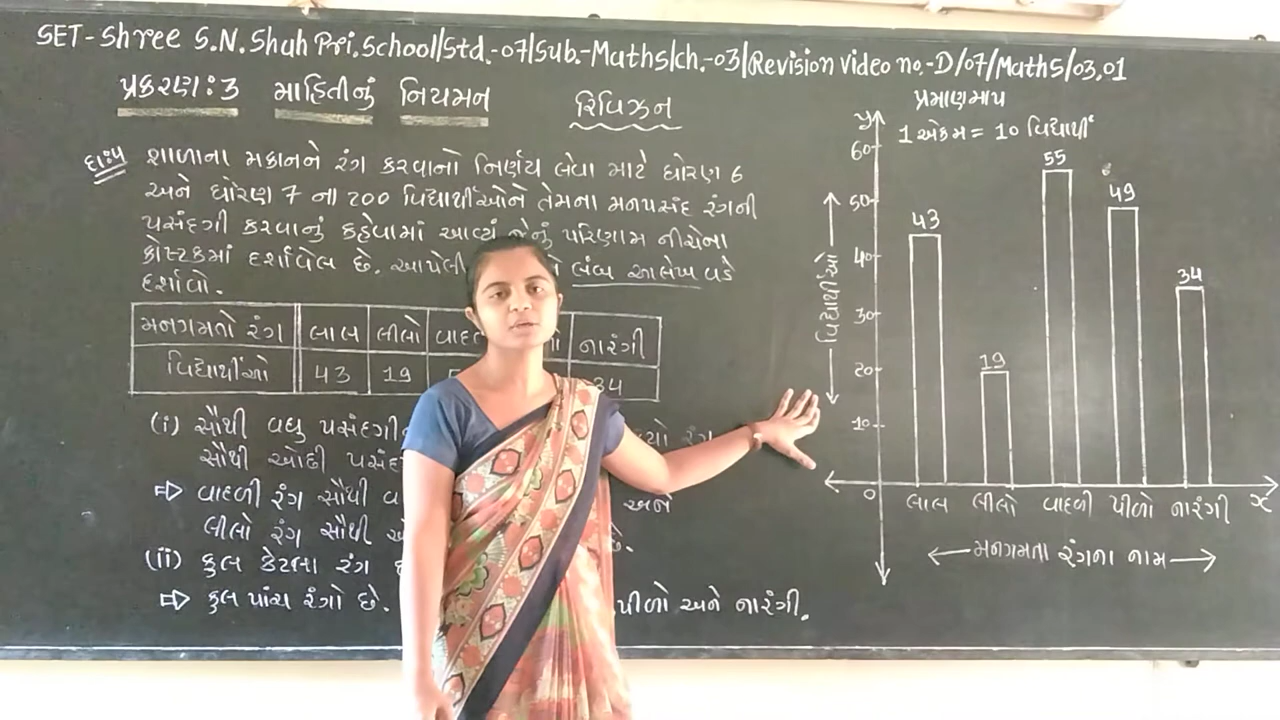 SET-Shree S.N.Shah Pri.School/Std.-07/Sub.-Maths/ch.-03/Revision video no.-D/07/Maths/03.01
પ્રકરણ:3 માહિતીનું નિયમન
રિવિઝન
દા:૫ શાળાના મકાનને રંગ કરવાનો નિર્ણય લેવા માટે ધોરણ 6
અને ધોરણ 7 ના 200 વિદ્યાર્થીઓને તેમના મનપસંદ રંગની
પસંદગી કરવાનું કહેવામાં આવ્યું જેનું પરિણામ નીચેના
કોષ્ટકમાં દર્શાવેલ છે. આપેલી લંબ આલેખ વડે
દર્શાવો.
મનગમતો રંગ લાલ લીલો નારંગી
વિદ્યાર્થીઓ 43 19 34
(i) સૌથી વધુ રંગ
સૌથી ઓછી
⇨ વાદળી રંગ સૌથી અને
લીલો રંગ સૌથી છે.
(ii) કુલ કેટલા રંગ
⇨ કુલ પાંચ રંગો છે. પીળો અને નારંગી.
પ્રમાણમાપ
1 એકમ = 10 વિદ્યાર્થી
y
60
50
40
30
20
10
0
વિદ્યાર્થીઓ
43
19
55
49
34
લાલ લીલો વાદળી પીળો નારંગી x
મનગમતા રંગના નામ